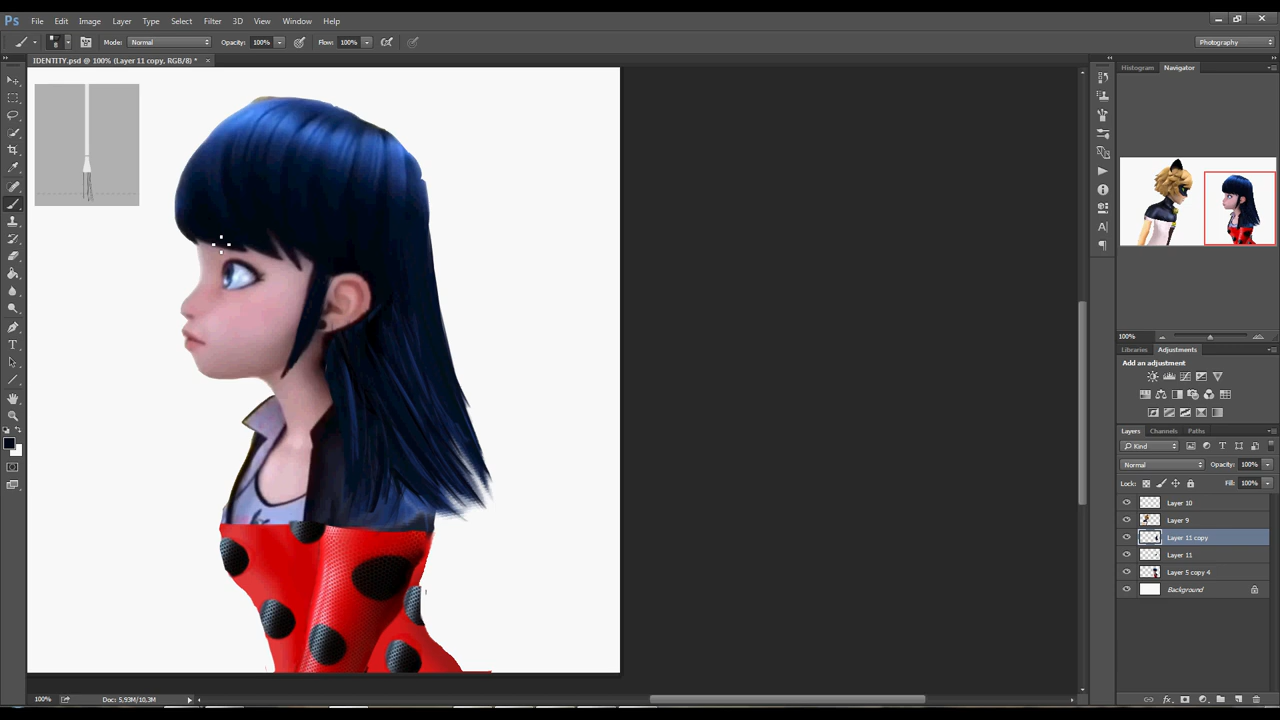 Ps File Edit Image Layer Type Select Filter 3D View Window Help
Mode: Normal Opacity: 100% Flow: 100% Photography
IDENTITY.psd @ 100% (Layer 11 copy, RGB/8) * ×
Histogram Navigator
100%
Libraries Adjustments
Add an adjustment
Layers Channels Paths
Kind
Normal Opacity: 100%
Lock: Fill: 100%
Layer 10
Layer 9
Layer 11 copy
Layer 11
Layer 5 copy 4
Background
100% Doc: 5,93M/10,3M